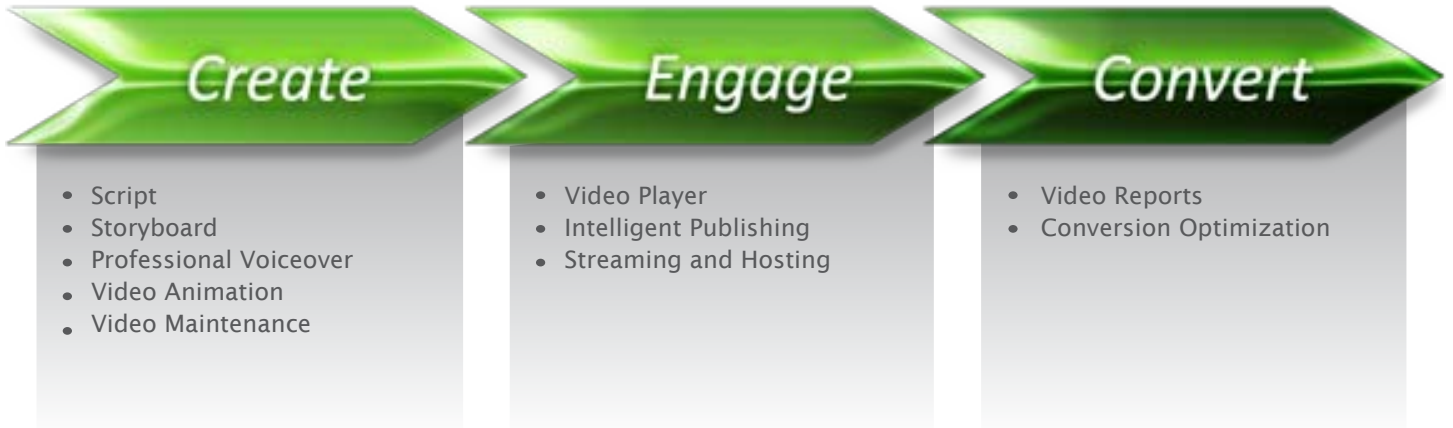 Create
• Script
• Storyboard
• Professional Voiceover
• Video Animation
• Video Maintenance
Engage
• Video Player
• Intelligent Publishing
• Streaming and Hosting
Convert
• Video Reports
• Conversion Optimization